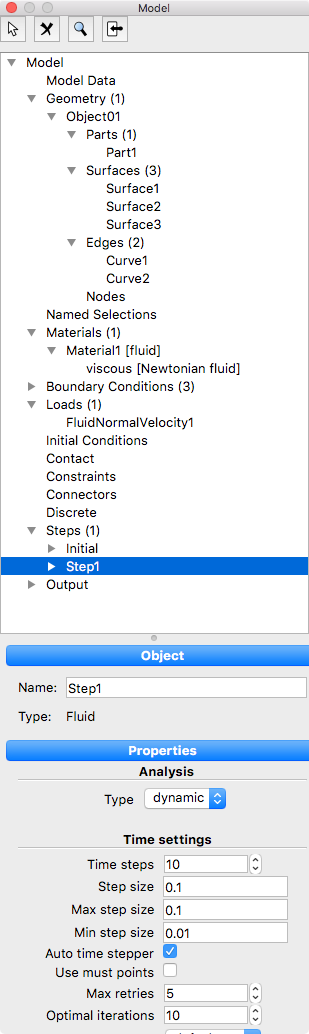 Model
Model
Model Data
Geometry (1)
Object01
Parts (1)
Part1
Surfaces (3)
Surface1
Surface2
Surface3
Edges (2)
Curve1
Curve2
Nodes
Named Selections
Materials (1)
Material1 [fluid]
viscous [Newtonian fluid]
Boundary Conditions (3)
Loads (1)
FluidNormalVelocity1
Initial Conditions
Contact
Constraints
Connectors
Discrete
Steps (1)
Initial
Step1
Output
Object
Name: Step1
Type: Fluid
Properties
Analysis
Type dynamic
Time settings
Time steps 10
Step size 0.1
Max step size 0.1
Min step size 0.01
Auto time stepper
Use must points
Max retries 5
Optimal iterations 10